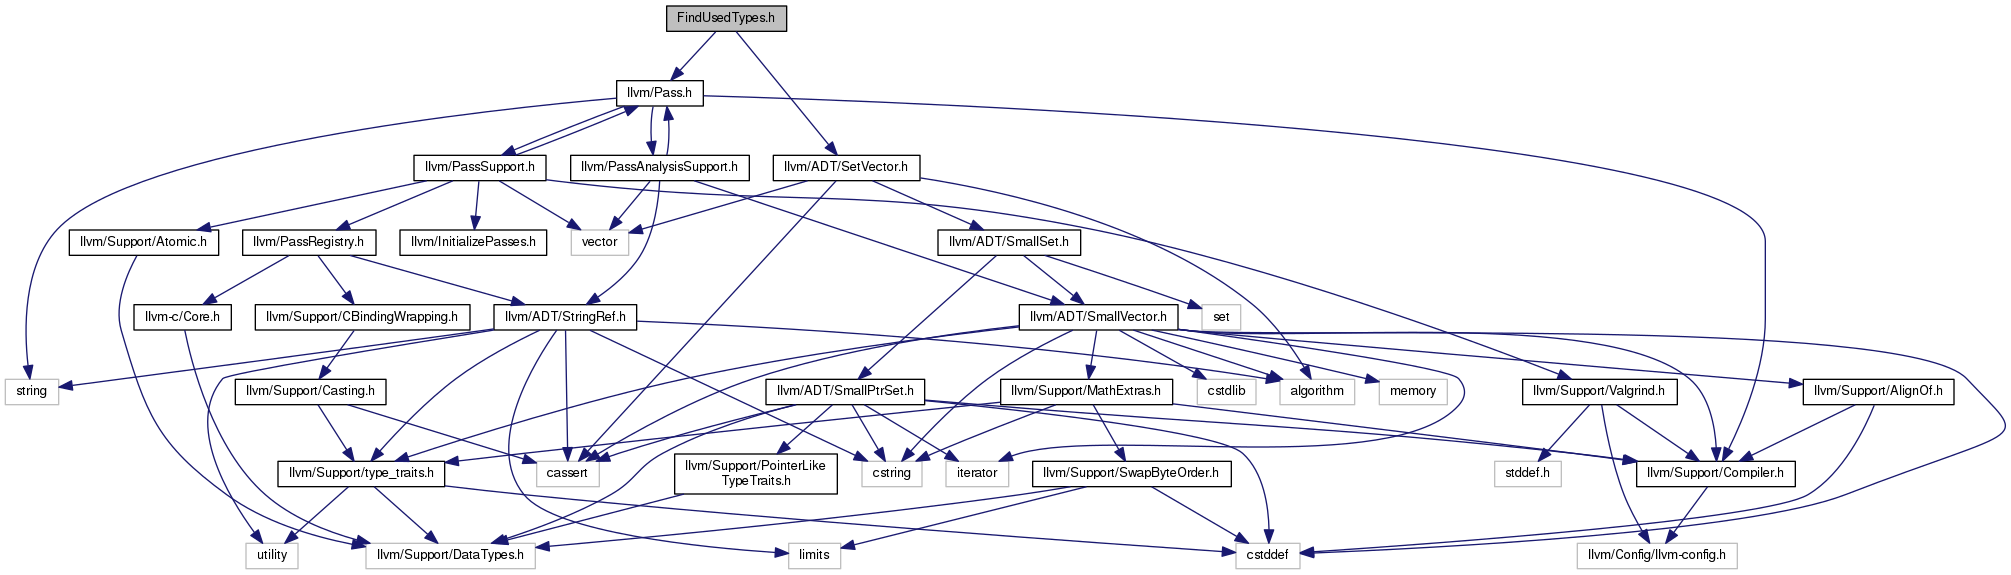 FindUsedTypes.h
llvm/Pass.h
llvm/PassSupport.h
llvm/PassAnalysisSupport.h
llvm/ADT/SetVector.h
llvm/Support/Atomic.h
llvm/PassRegistry.h
llvm/InitializePasses.h
vector
llvm/ADT/SmallSet.h
llvm-c/Core.h
llvm/Support/CBindingWrapping.h
llvm/ADT/StringRef.h
llvm/ADT/SmallVector.h
set
string
llvm/Support/Casting.h
llvm/ADT/SmallPtrSet.h
llvm/Support/MathExtras.h
cstdlib
algorithm
memory
llvm/Support/Valgrind.h
llvm/Support/AlignOf.h
llvm/Support/type_traits.h
cassert
llvm/Support/PointerLike
TypeTraits.h
cstring
iterator
llvm/Support/SwapByteOrder.h
stddef.h
llvm/Support/Compiler.h
utility
llvm/Support/DataTypes.h
limits
cstddef
llvm/Config/llvm-config.h